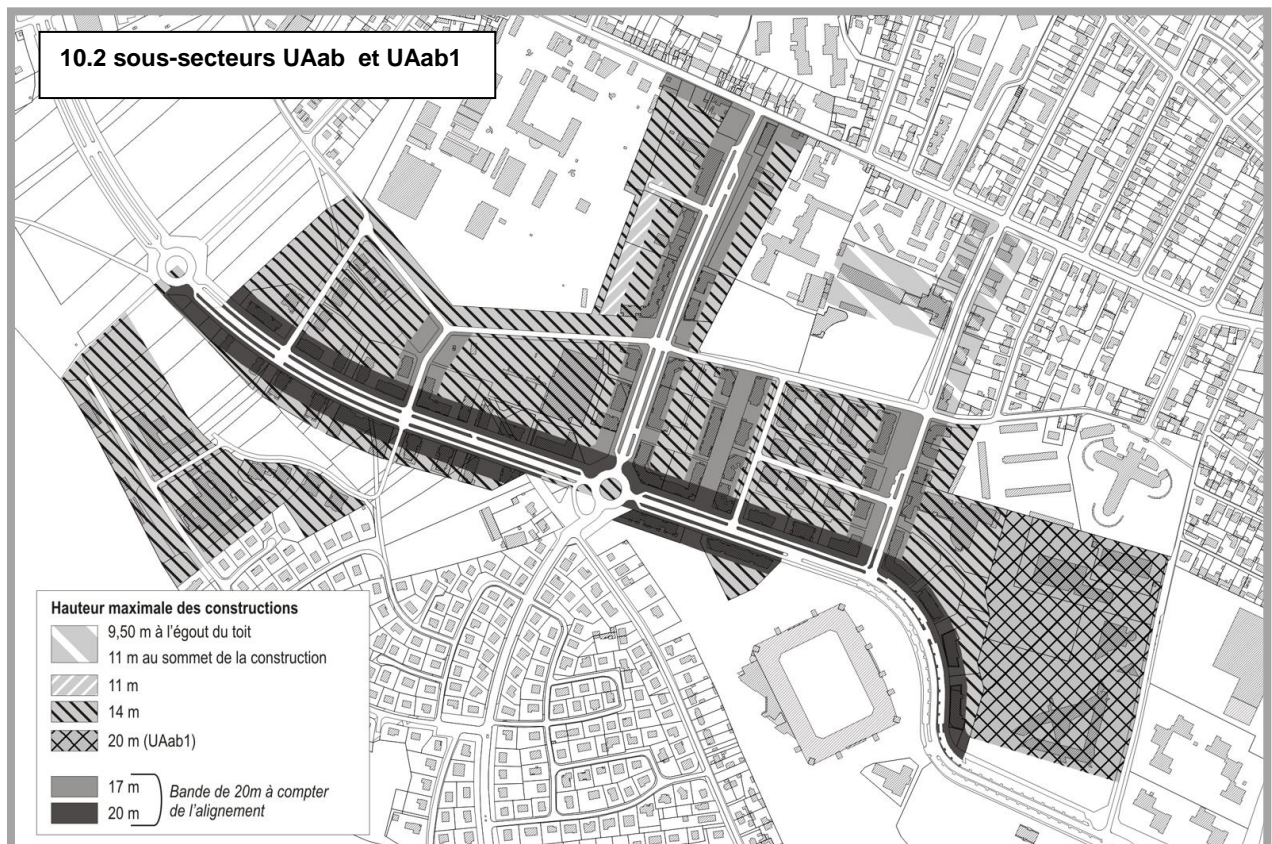 10.2 sous-secteurs UAab et UAab1
Hauteur maximale des constructions
9,50 m à l'égout du toit
11 m au sommet de la construction
11 m
14 m
20 m (UAab1)
17 m
20 m
Bande de 20m à compter
de l'alignement